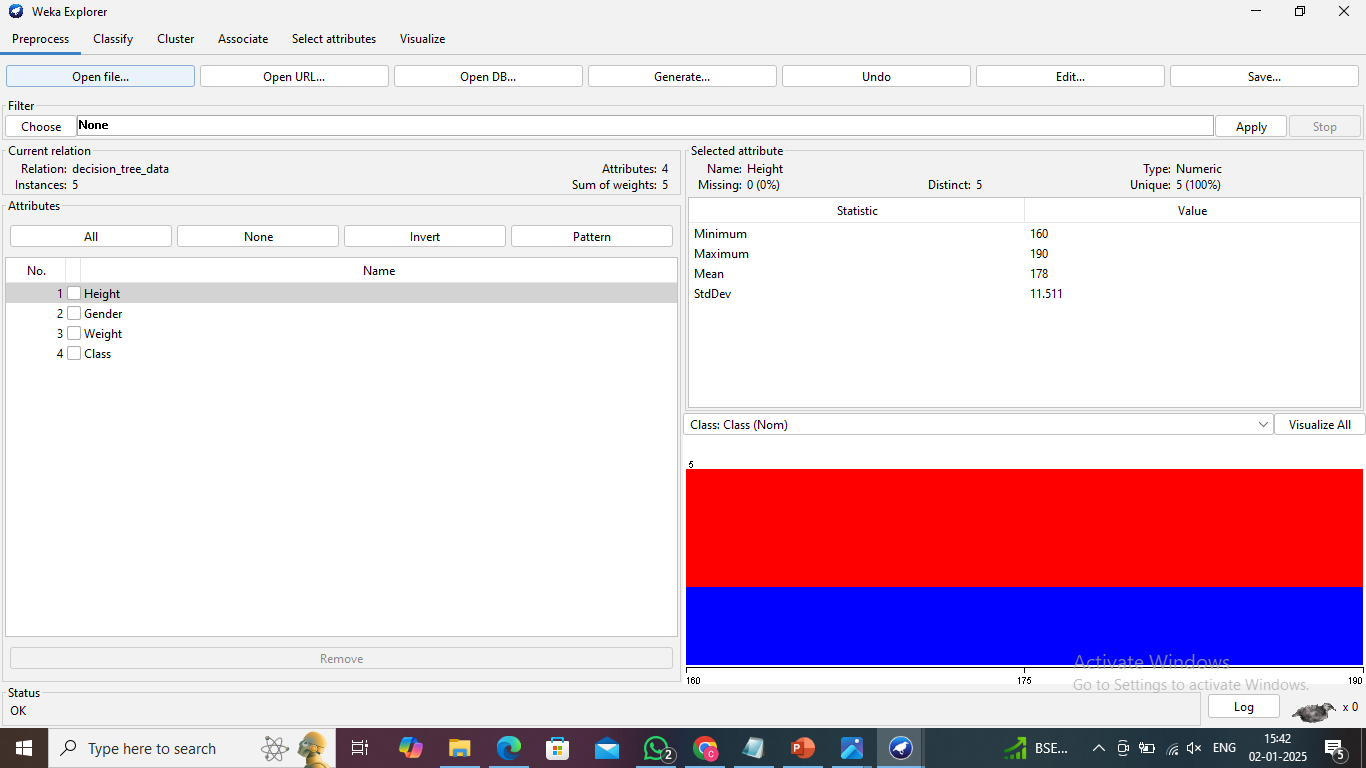 Weka Explorer
Preprocess Classify Cluster Associate Select attributes Visualize
Open file... Open URL... Open DB... Generate... Undo Edit... Save...
Filter
Choose None Apply Stop
Current relation
Relation: decision_tree_data Attributes: 4
Instances: 5 Sum of weights: 5
Attributes
All None Invert Pattern
No. Name
1 Height
2 Gender
3 Weight
4 Class
Remove
Selected attribute
Name: Height Type: Numeric
Missing: 0 (0%) Distinct: 5 Unique: 5 (100%)
Statistic Value
Minimum 160
Maximum 190
Mean 178
StdDev 11.511
Class: Class (Nom) Visualize All
5
160 175 190
Activate Windows
Go to Settings to activate Windows.
Status
OK
Log x 0
Type here to search 2 BSE... ENG 15:42
02-01-2025 5